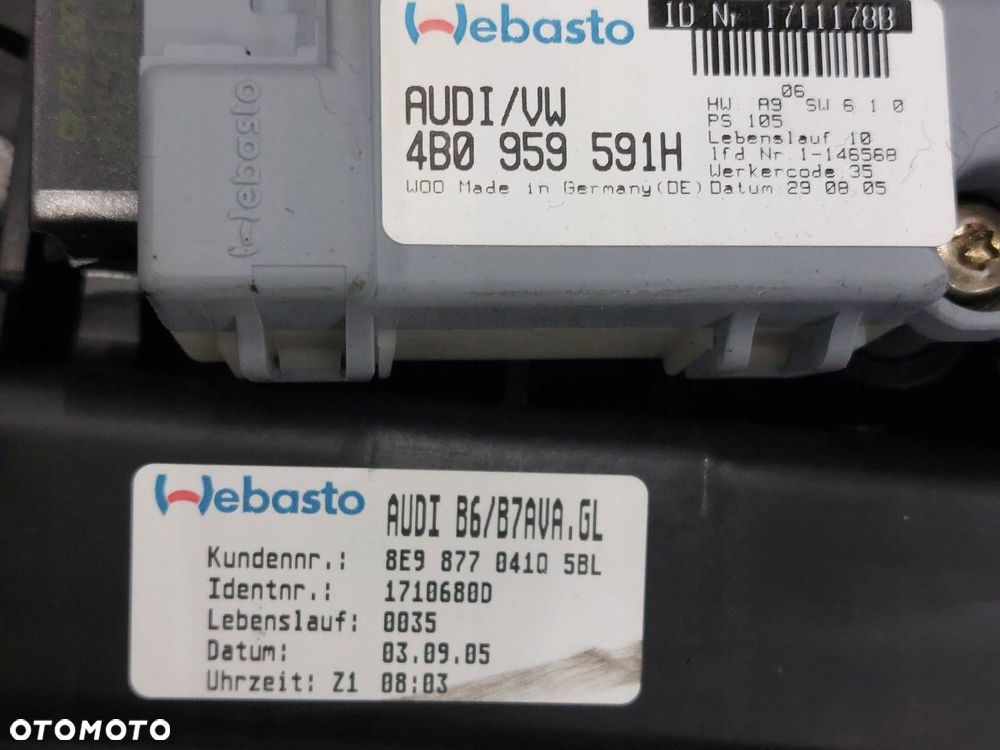 Webasto
ID Nr. 1711178B
AUDI/VW
4B0 959 591H
W00 Made in Germany(DE)
06
HW: A9 SW 6 1 0
PS 105
Lebenslauf 10
lfd Nr.1-146568
Werkercode:35
Datum:29 08.05
Webasto
Webasto
AUDI B6/B7AVA.GL
Kundennr.: 8E9 877 041Q 5BL
Identnr.: 1710680D
Lebenslauf: 0035
Datum: 03.09.05
Uhrzeit: Z1 08:03
OTOMOTO